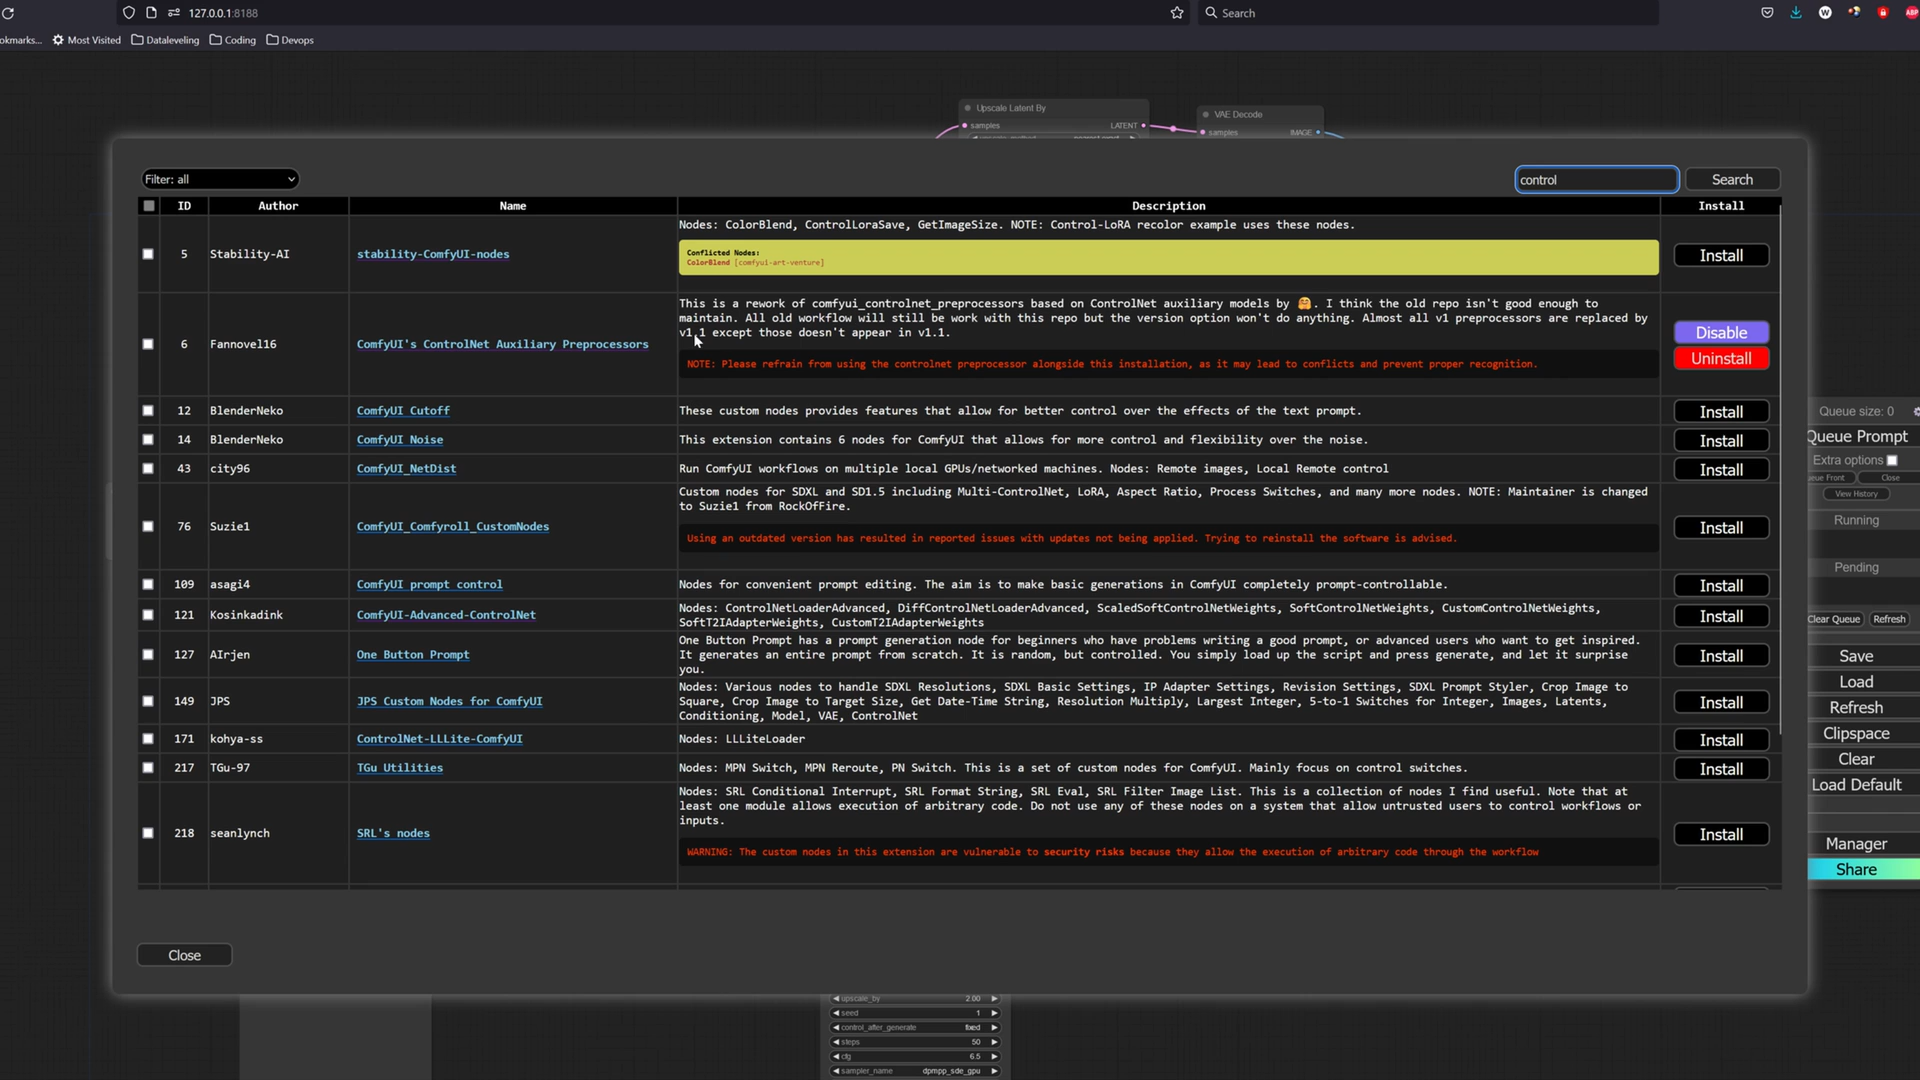 127.0.0.1:8188
Search
W
ABP
okmarks...
Most Visited
Dataleveling
Coding
Devops
Upscale Latent By
samples
LATENT
VAE Decode
samples
IMAGE
Filter: all
control
Search
ID
Author
Name
Description
Install
5
Stability-AI
stability-ComfyUI-nodes
Nodes: ColorBlend, ControlLoraSave, GetImageSize. NOTE: Control-LoRA recolor example uses these nodes.
Conflicted Nodes:
ColorBlend [comfyui-art-venture]
Install
6
Fannovel16
ComfyUI's ControlNet Auxiliary Preprocessors
This is a rework of comfyui_controlnet_preprocessors based on ControlNet auxiliary models by 🤗. I think the old repo isn't good enough to
maintain. All old workflow will still be work with this repo but the version option won't do anything. Almost all v1 preprocessors are replaced by
v1.1 except those doesn't appear in v1.1.
NOTE: Please refrain from using the controlnet preprocessor alongside this installation, as it may lead to conflicts and prevent proper recognition.
Disable
Uninstall
12
BlenderNeko
ComfyUI Cutoff
These custom nodes provides features that allow for better control over the effects of the text prompt.
Install
14
BlenderNeko
ComfyUI Noise
This extension contains 6 nodes for ComfyUI that allows for more control and flexibility over the noise.
Install
43
city96
ComfyUI_NetDist
Run ComfyUI workflows on multiple local GPUs/networked machines. Nodes: Remote images, Local Remote control
Install
76
Suzie1
ComfyUI_Comfyroll_CustomNodes
Custom nodes for SDXL and SD1.5 including Multi-ControlNet, LoRA, Aspect Ratio, Process Switches, and many more nodes. NOTE: Maintainer is changed
to Suzie1 from RockOfFire.
Using an outdated version has resulted in reported issues with updates not being applied. Trying to reinstall the software is advised.
Install
109
asagi4
ComfyUI prompt control
Nodes for convenient prompt editing. The aim is to make basic generations in ComfyUI completely prompt-controllable.
Install
121
Kosinkadink
ComfyUI-Advanced-ControlNet
Nodes: ControlNetLoaderAdvanced, DiffControlNetLoaderAdvanced, ScaledSoftControlNetWeights, SoftControlNetWeights, CustomControlNetWeights,
SoftT2IAdapterWeights, CustomT2IAdapterWeights
Install
127
AIrjen
One Button Prompt
One Button Prompt has a prompt generation node for beginners who have problems writing a good prompt, or advanced users who want to get inspired.
It generates an entire prompt from scratch. It is random, but controlled. You simply load up the script and press generate, and let it surprise
you.
Install
149
JPS
JPS Custom Nodes for ComfyUI
Nodes: Various nodes to handle SDXL Resolutions, SDXL Basic Settings, IP Adapter Settings, Revision Settings, SDXL Prompt Styler, Crop Image to
Square, Crop Image to Target Size, Get Date-Time String, Resolution Multiply, Largest Integer, 5-to-1 Switches for Integer, Images, Latents,
Conditioning, Model, VAE, ControlNet
Install
171
kohya-ss
ControlNet-LLLite-ComfyUI
Nodes: LLLiteLoader
Install
217
TGu-97
TGu Utilities
Nodes: MPN Switch, MPN Reroute, PN Switch. This is a set of custom nodes for ComfyUI. Mainly focus on control switches.
Install
218
seanlynch
SRL's nodes
Nodes: SRL Conditional Interrupt, SRL Format String, SRL Eval, SRL Filter Image List. This is a collection of nodes I find useful. Note that at
least one module allows execution of arbitrary code. Do not use any of these nodes on a system that allow untrusted users to control workflows or
inputs.
WARNING: The custom nodes in this extension are vulnerable to security risks because they allow the execution of arbitrary code through the workflow
Install
Close
Queue size: 0
Queue Prompt
Extra options
ueue Front
Close
View History
Running
Pending
Clear Queue
Refresh
Save
Load
Refresh
Clipspace
Clear
Load Default
Manager
Share
upscale_by
2.00
seed
1
control_after_generate
fixed
steps
50
cfg
6.5
sampler_name
dpmpp_sde_gpu